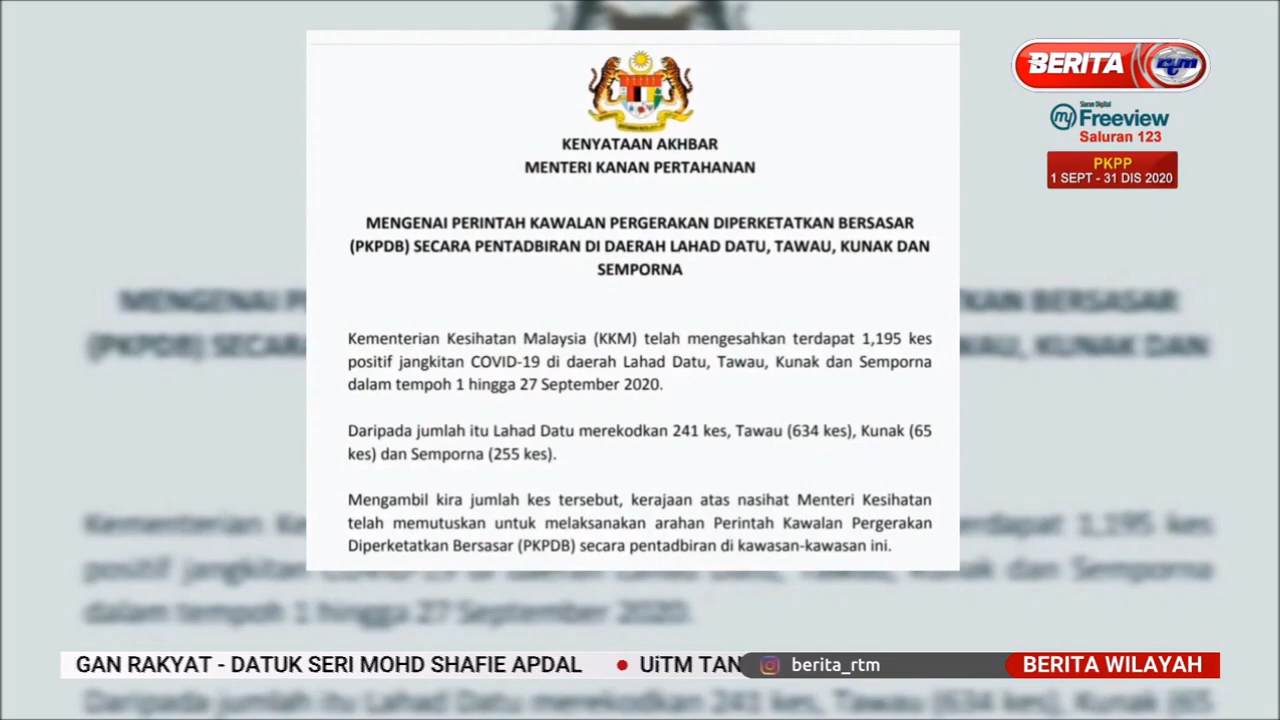 BERITA rtm
Siaran Digital
my Freeview
Saluran 123
PKPP
1 SEPT - 31 DIS 2020
KENYATAAN AKHBAR
MENTERI KANAN PERTAHANAN
MENGENAI PERINTAH KAWALAN PERGERAKAN DIPERKETATKAN BERSASAR
(PKPDB) SECARA PENTADBIRAN DI DAERAH LAHAD DATU, TAWAU, KUNAK DAN
SEMPORNA
Kementerian Kesihatan Malaysia (KKM) telah mengesahkan terdapat 1,195 kes
positif jangkitan COVID-19 di daerah Lahad Datu, Tawau, Kunak dan Semporna
dalam tempoh 1 hingga 27 September 2020.
Daripada jumlah itu Lahad Datu merekodkan 241 kes, Tawau (634 kes), Kunak (65
kes) dan Semporna (255 kes).
Mengambil kira jumlah kes tersebut, kerajaan atas nasihat Menteri Kesihatan
telah memutuskan untuk melaksanakan arahan Perintah Kawalan Pergerakan
Diperketatkan Bersasar (PKPDB) secara pentadbiran di kawasan-kawasan ini.
GAN RAKYAT - DATUK SERI MOHD SHAFIE APDAL • UiTM TAN berita_rtm BERITA WILAYAH